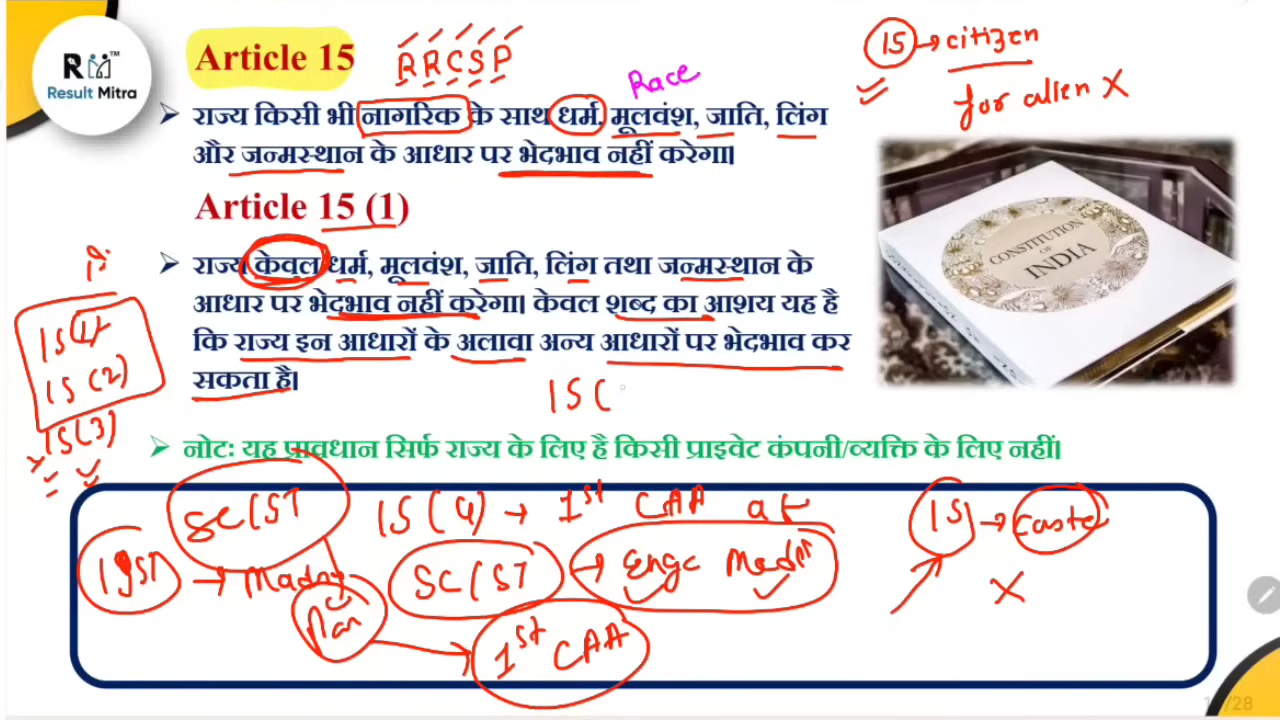 RM™
Result Mitra
Article 15
R R C S P
Race
15 → citizen
for alien X
राज्य किसी भी नागरिक के साथ धर्म, मूलवंश, जाति, लिंग
और जन्मस्थान के आधार पर भेदभाव नहीं करेगा।
Article 15 (1)
राज्य केवल धर्म, मूलवंश, जाति, लिंग तथा जन्मस्थान के
आधार पर भेदभाव नहीं करेगा। केवल शब्द का आशय यह है
कि राज्य इन आधारों के अलावा अन्य आधारों पर भेदभाव कर
सकता है।
CONSTITUTION
OF
INDIA
15(1)
15(2)
15(3)
15(
नोटः यह प्रावधान सिर्फ राज्य के लिए है किसी प्राइवेट कंपनी/व्यक्ति के लिए नहीं।
SC/ST
15(4) → 1st CAA
1951 →
SC/ST →
1st CAA
15 → Caste
X
/28